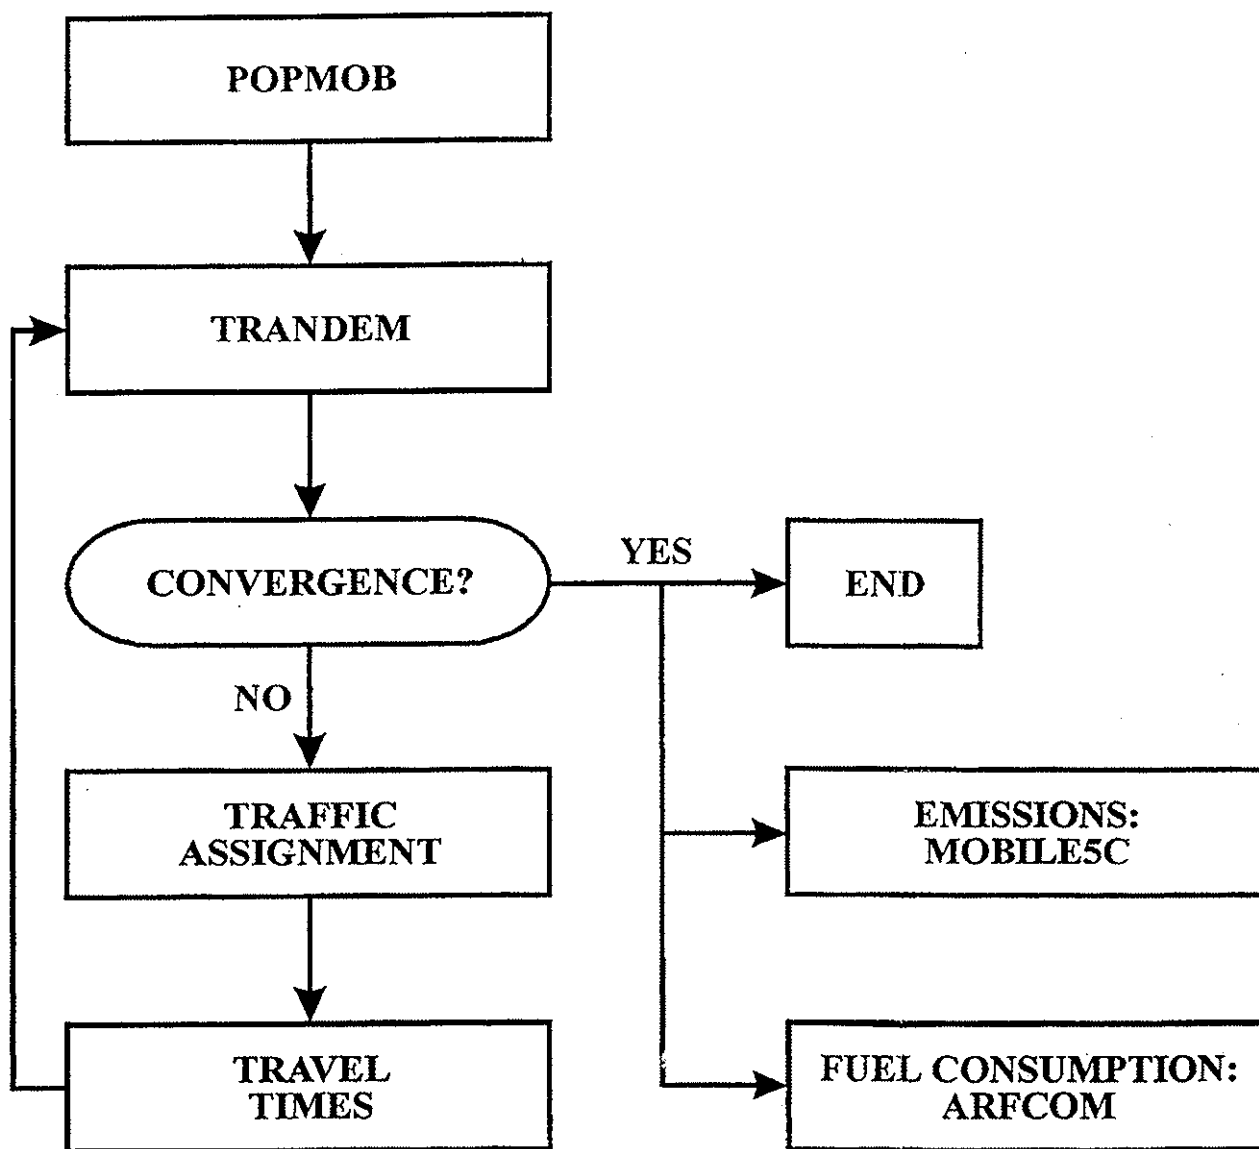 POPMOB
TRANDEM
CONVERGENCE?
YES
END
NO
TRAFFIC
ASSIGNMENT
EMISSIONS:
MOBILE5C
TRAVEL
TIMES
FUEL CONSUMPTION:
ARFCOM